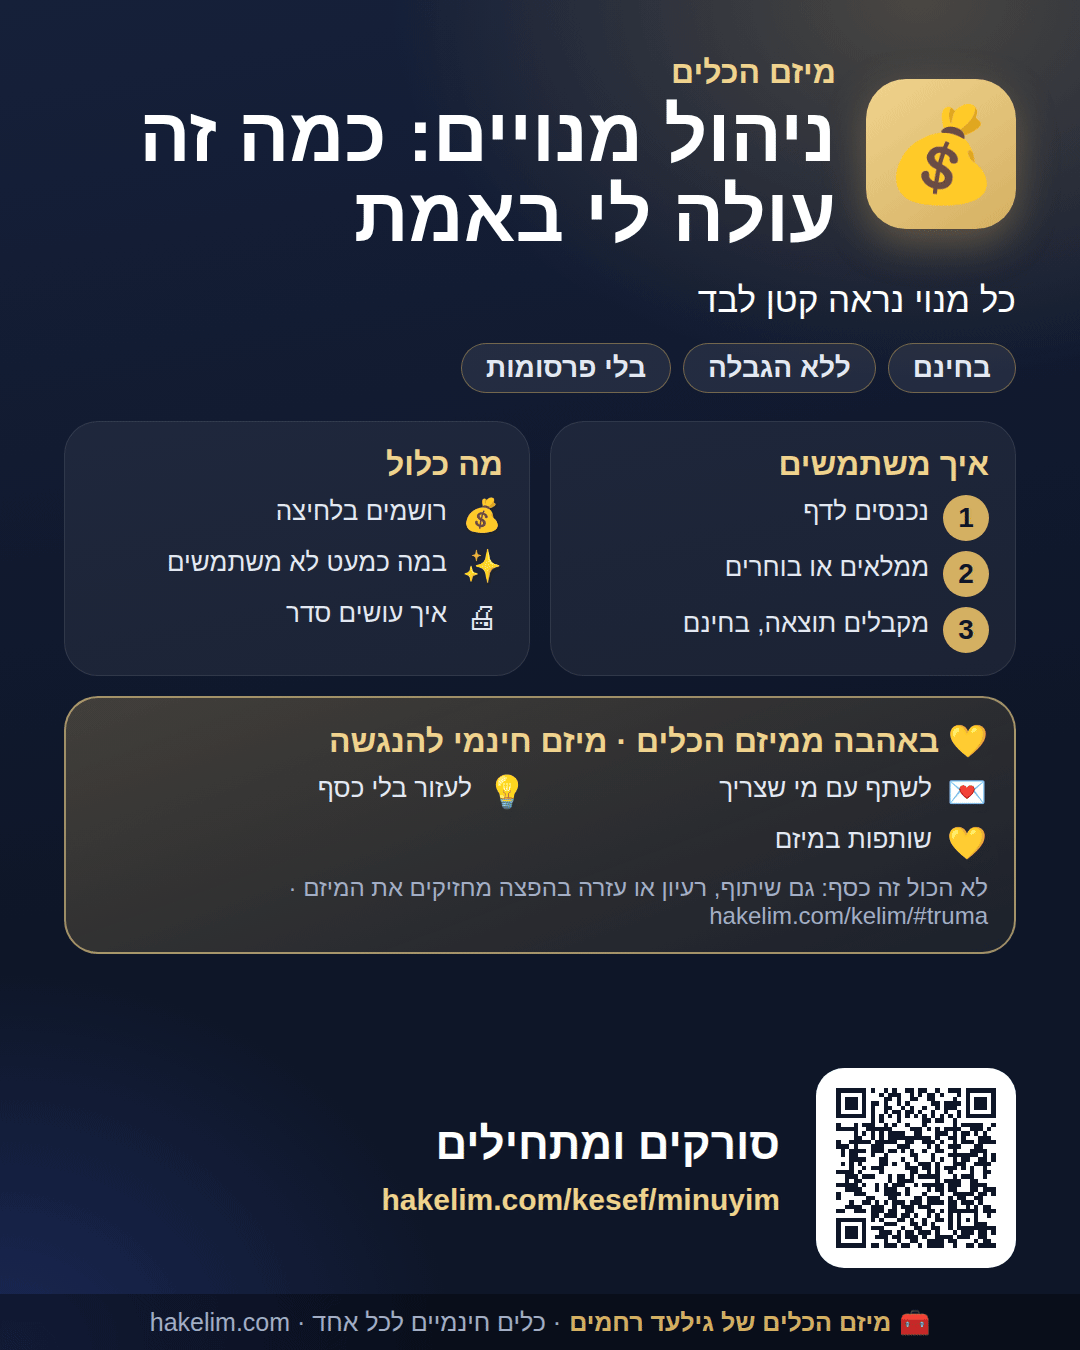 מיזם הכלים
ניהול מנויים: כמה זה
עולה לי באמת
כל מנוי נראה קטן לבד
בחינם
ללא הגבלה
בלי פרסומות
איך משתמשים
1 נכנסים לדף
2 ממלאים או בוחרים
3 מקבלים תוצאה, בחינם
מה כלול
רושמים בלחיצה
במה כמעט לא משתמשים
איך עושים סדר
באהבה ממיזם הכלים · מיזם חינמי להנגשה
לשתף עם מי שצריך
לעזור בלי כסף
שותפות במיזם
לא הכול זה כסף: גם שיתוף, רעיון או עזרה בהפצה מחזיקים את המיזם ·
hakelim.com/kelim/#truma
סורקים ומתחילים
hakelim.com/kesef/minuyim
מיזם הכלים של גילעד רחמים · כלים חינמיים לכל אחד · hakelim.com